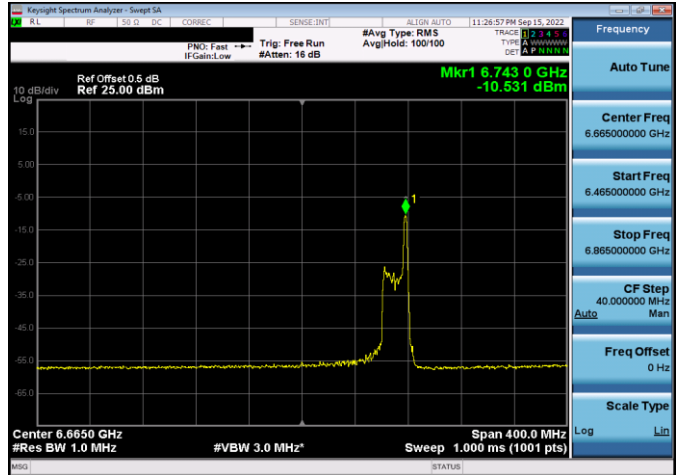 Keysight Spectrum Analyzer - Swept SA
RL RF 50 Ω DC CORREC SENSE:INT ALIGN AUTO 11:26:57 PM Sep 15, 2022
PNO: Fast
IFGain:Low
Trig: Free Run
#Atten: 16 dB
#Avg Type: RMS
Avg|Hold: 100/100
TRACE 1 2 3 4 5 6
TYPE A WWWWW
DET A P N N N N
Ref Offset 0.5 dB
10 dB/div Ref 25.00 dBm
Log
Mkr1 6.743 0 GHz
-10.531 dBm
15.0
5.00
-5.00
1
-15.0
-25.0
-35.0
-45.0
-55.0
-65.0
Center 6.6650 GHz
Span 400.0 MHz
#Res BW 1.0 MHz
#VBW 3.0 MHz*
Sweep 1.000 ms (1001 pts)
MSG
STATUS
Frequency
Auto Tune
Center Freq
6.665000000 GHz
Start Freq
6.465000000 GHz
Stop Freq
6.865000000 GHz
CF Step
40.000000 MHz
Auto Man
Freq Offset
0 Hz
Scale Type
Log Lin